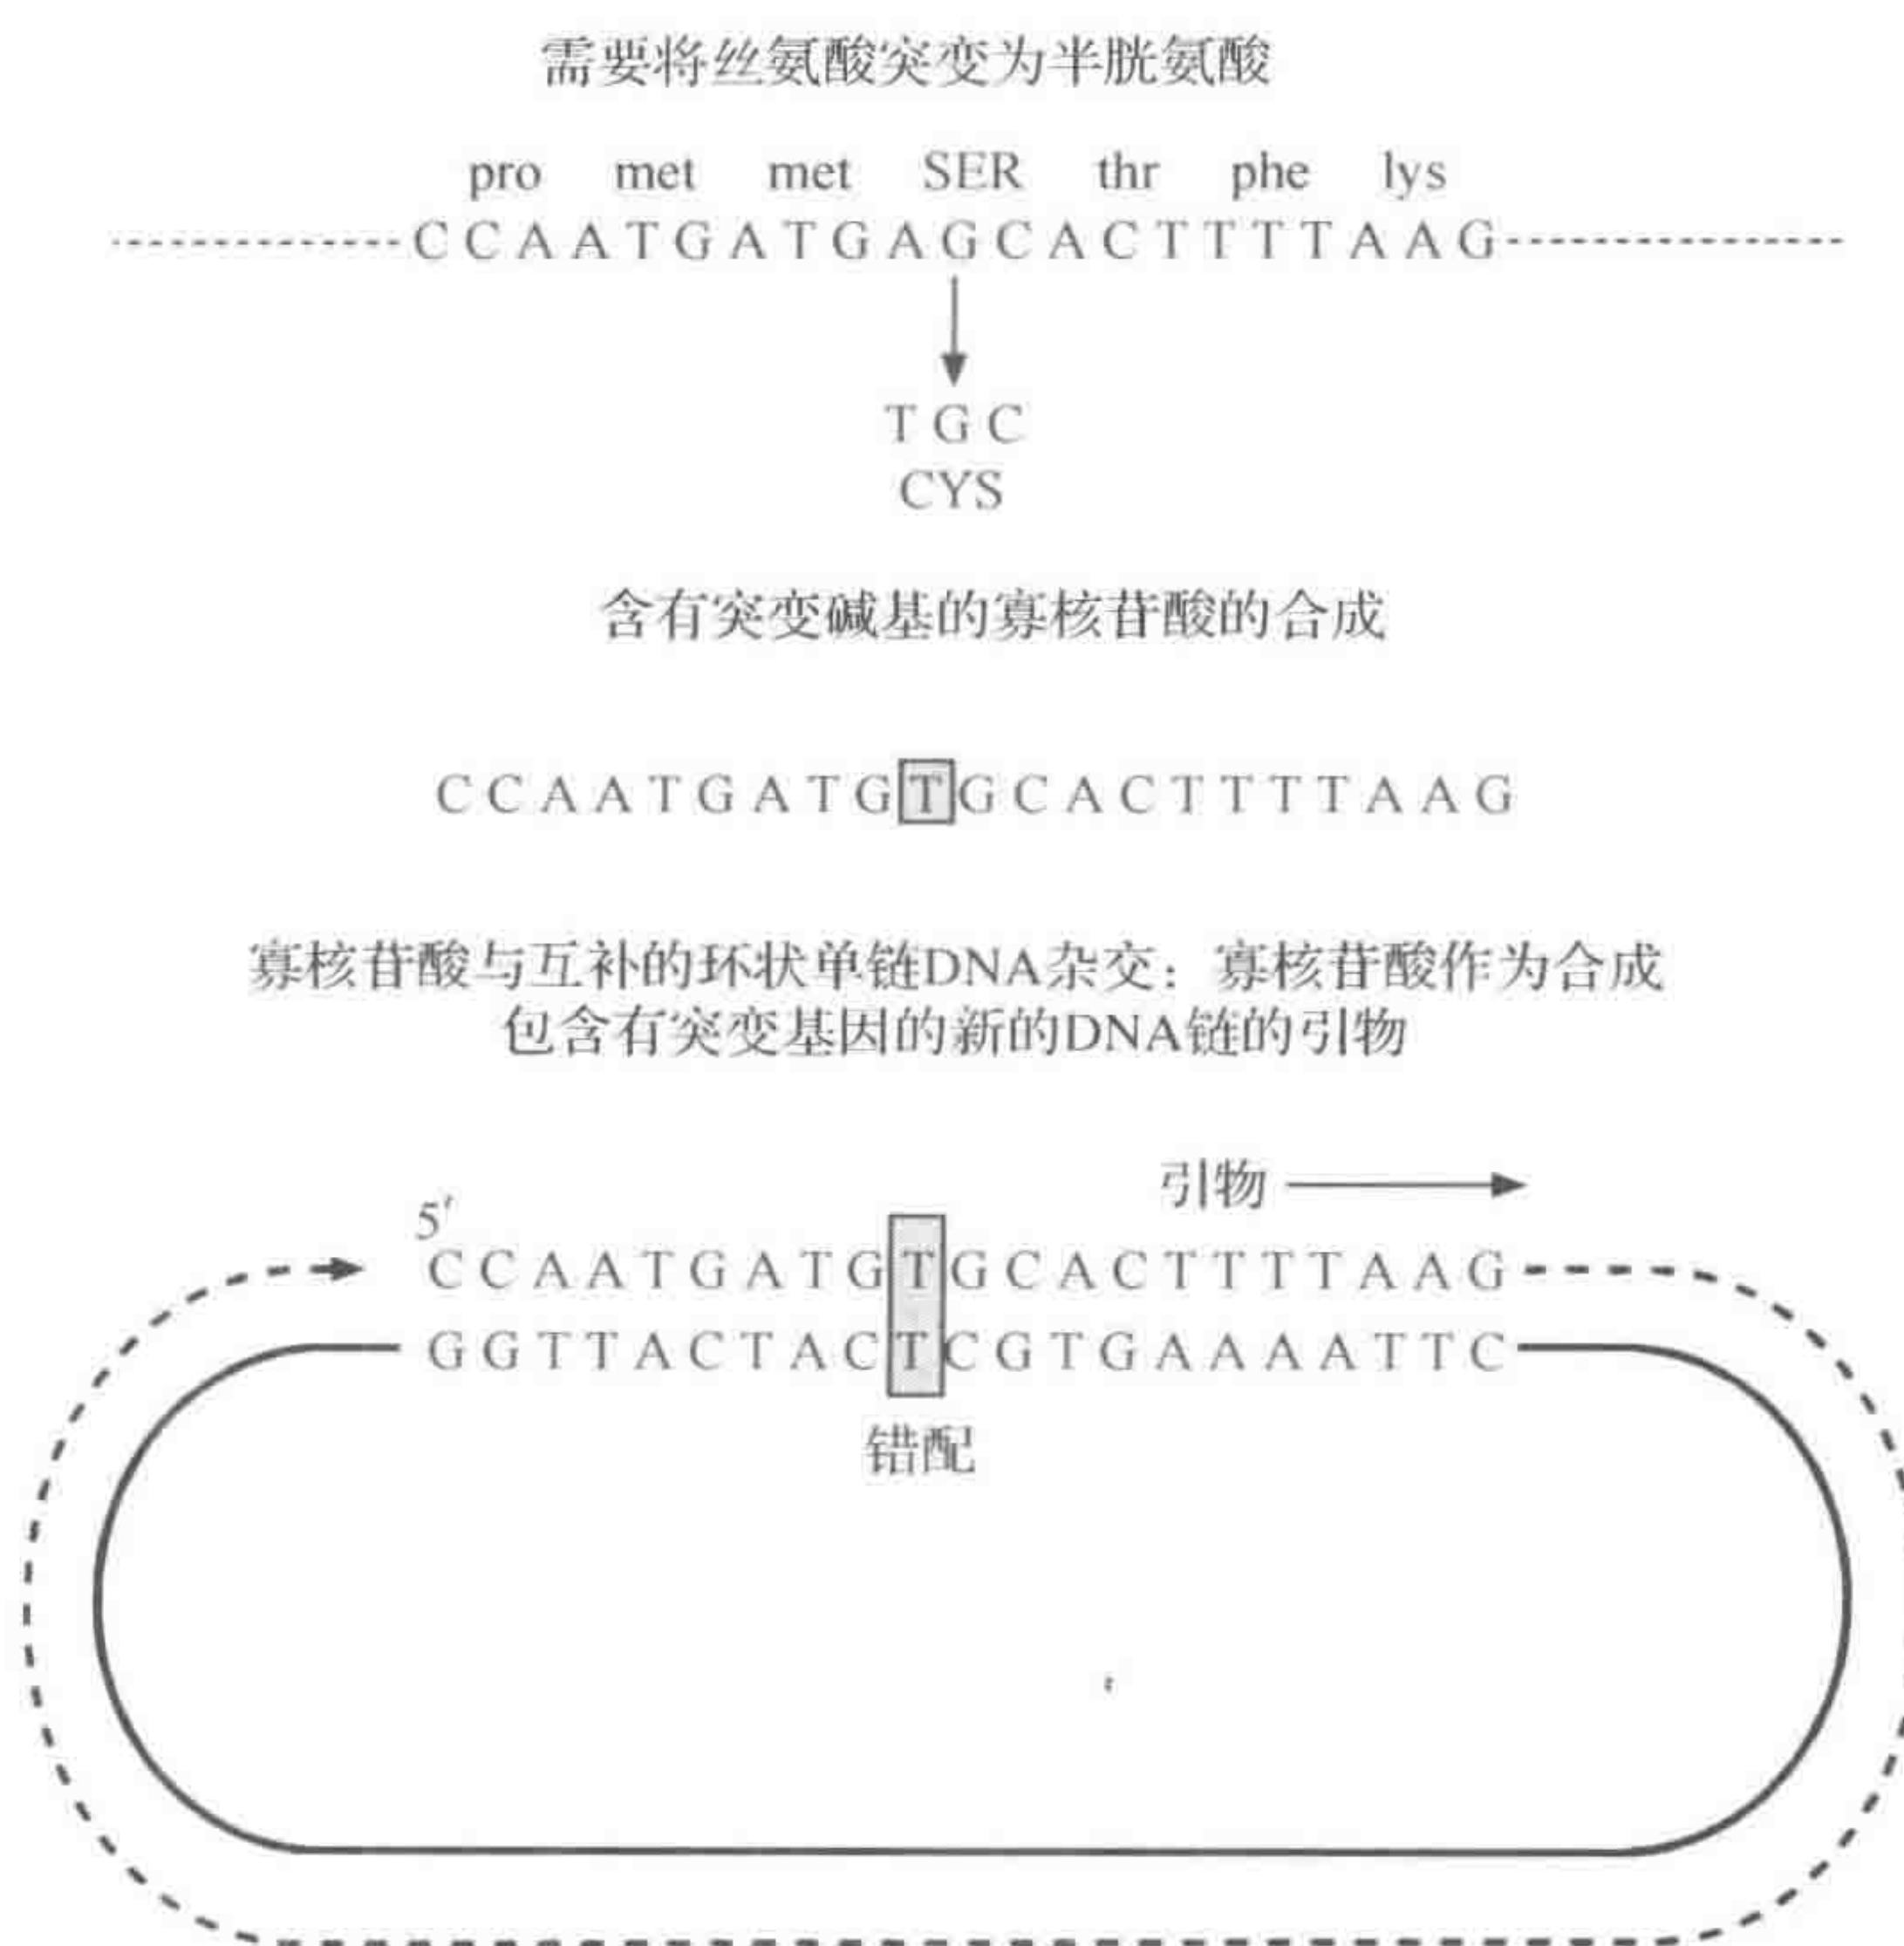 需要将丝氨酸突变为半胱氨酸
pro met met SER thr phe lys
CCAATGATGAGCACTTTTAAG
TGC
CYS
含有突变碱基的寡核苷酸的合成
CCAATGATGTGCACTTTTAAG
寡核苷酸与互补的环状单链DNA杂交：寡核苷酸作为合成
包含有突变基因的新的DNA链的引物
引物
5'
CCAATGATGTGCACTTTTAAG
GGTTACTACTCGTGAAAATTC
错配